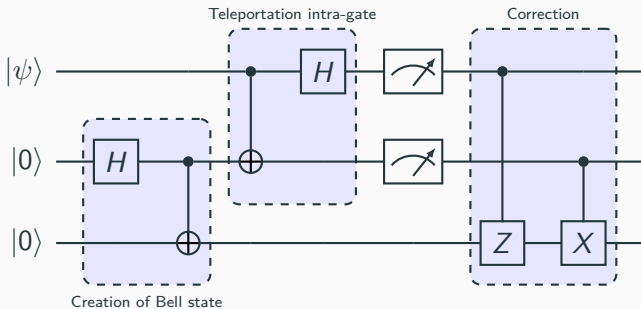 Teleportation intra-gate
Correction
|ψ⟩
H
|0⟩
H
|0⟩
Z
X
Creation of Bell state